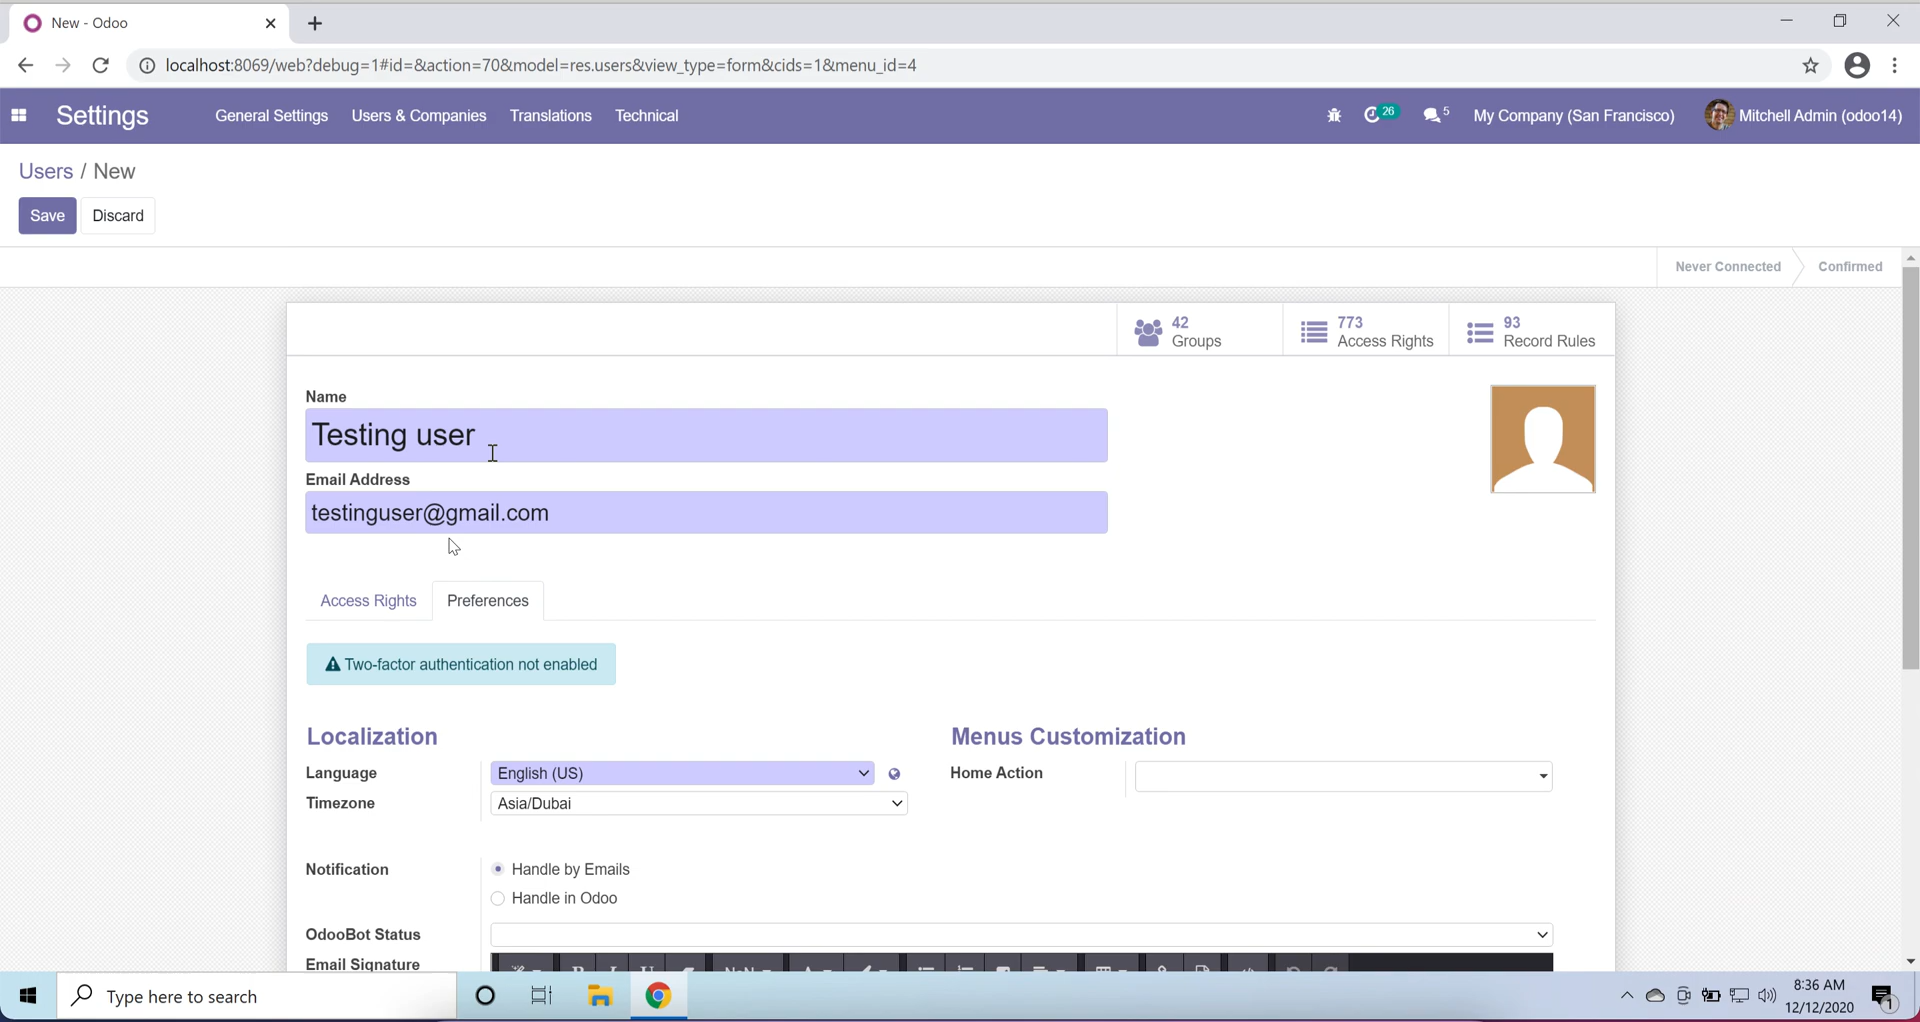 New - Odoo
localhost:8069/web?debug=1#id=&action=70&model=res.users&view_type=form&cids=1&menu_id=4
Settings General Settings Users & Companies Translations Technical 26 5 My Company (San Francisco) Mitchell Admin (odoo14)
Users / New
Save Discard
Never Connected Confirmed
42 Groups 773 Access Rights 93 Record Rules
Name
Testing user
Email Address
testinguser@gmail.com
Access Rights Preferences
Two-factor authentication not enabled
Localization Menus Customization
Language English (US) Home Action
Timezone Asia/Dubai
Notification Handle by Emails
Handle in Odoo
OdooBot Status
Email Signature
Type here to search
8:36 AM
12/12/2020
1